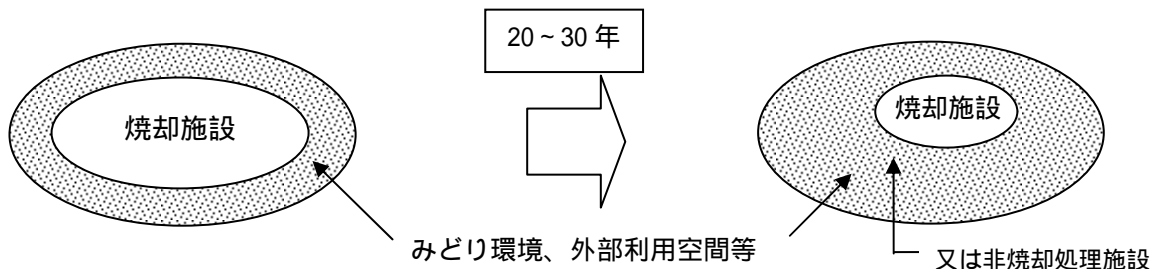 20~30 年
焼却施設
焼却施設
みどり環境、外部利用空間等
又は非焼却処理施設